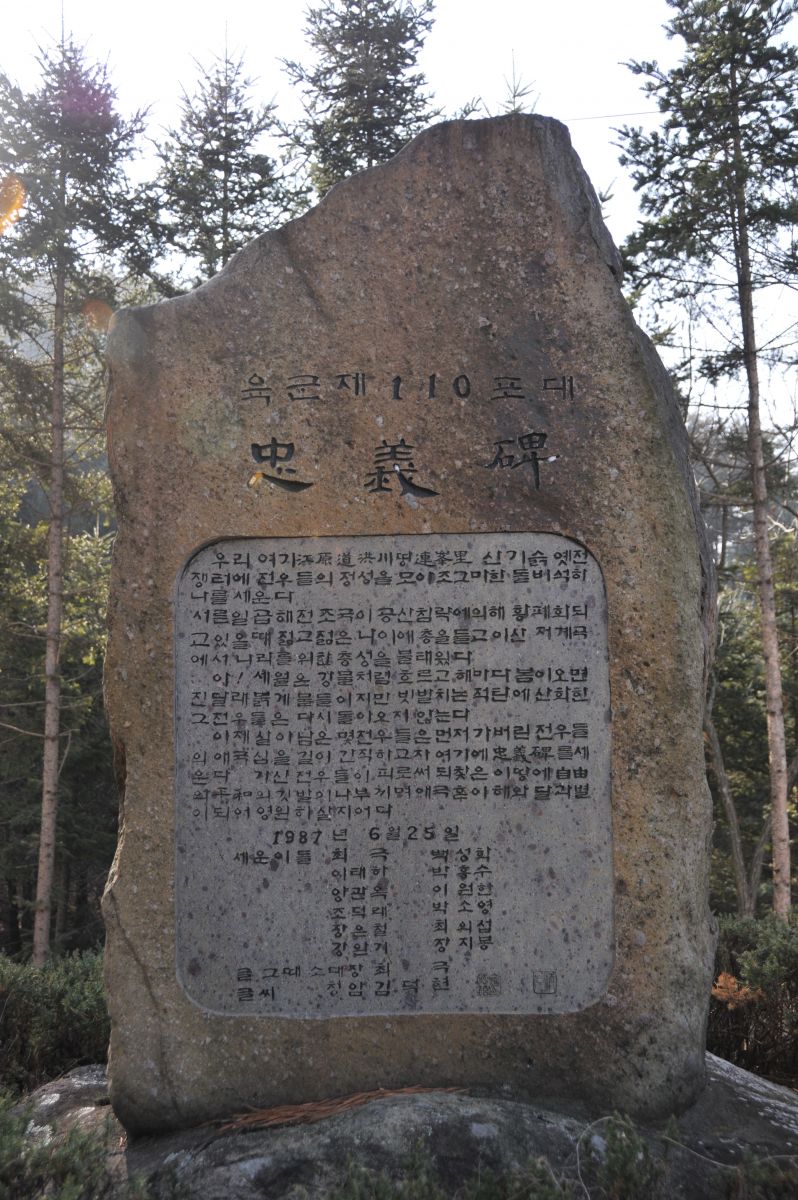 육군제110포대
忠義碑
우리 여기江原道洪川땅連峯里 산기슭옛전
쟁터에 전우들의정성을모아조그마한돌비석하
나를세운다
서른일곱해전조국이공산침략에의해황폐화되
고있을때젊고젊은나이에총을들고이산 저계곡
에서나라를위한충성을불태웠다
아! 세월은강물처럼흐르고해마다봄이오면
진달래붉게물들이지만빗발치는적탄에산화한
그전우들은다시돌아오지않는다
이제살아남은몇전우들은먼저가버린전우들
의애국심을길이간직하고자여기에忠義碑를세
운다 가신전우들이 피로써되찾은이땅에自由
와平和의깃발이나부끼며애국혼이해와달과별
이되어영원하살지어다
1987년 6월25일
세운이들 최 극 백성학
이태하 박홍수
양관옥 이원한
조덕래 박소영
장은철 최의섭
강일계 장지봉
글 그때소대장 최 극
글씨 청암 김덕현